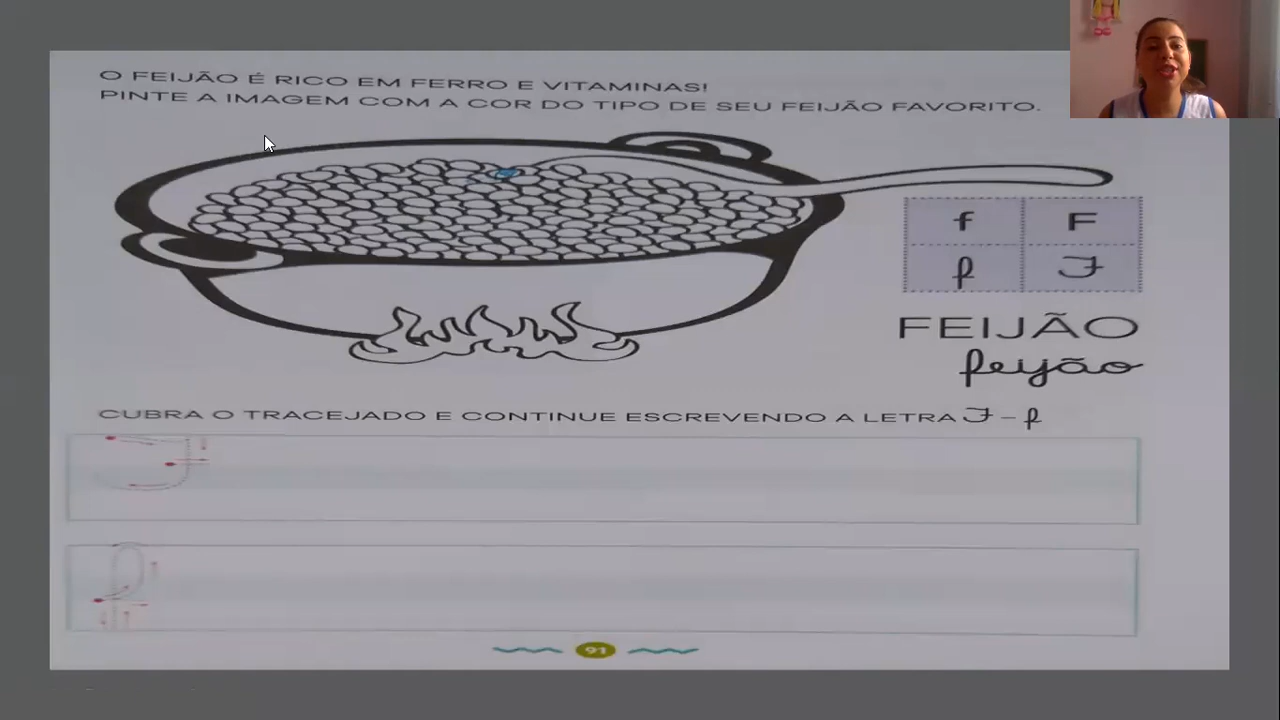 O FEIJÃO É RICO EM FERRO E VITAMINAS!
PINTE A IMAGEM COM A COR DO TIPO DE SEU FEIJÃO FAVORITO.
f F
f F
FEIJÃO
feijão
CUBRA O TRACEJADO E CONTINUE ESCREVENDO A LETRA F - f
F
f
91